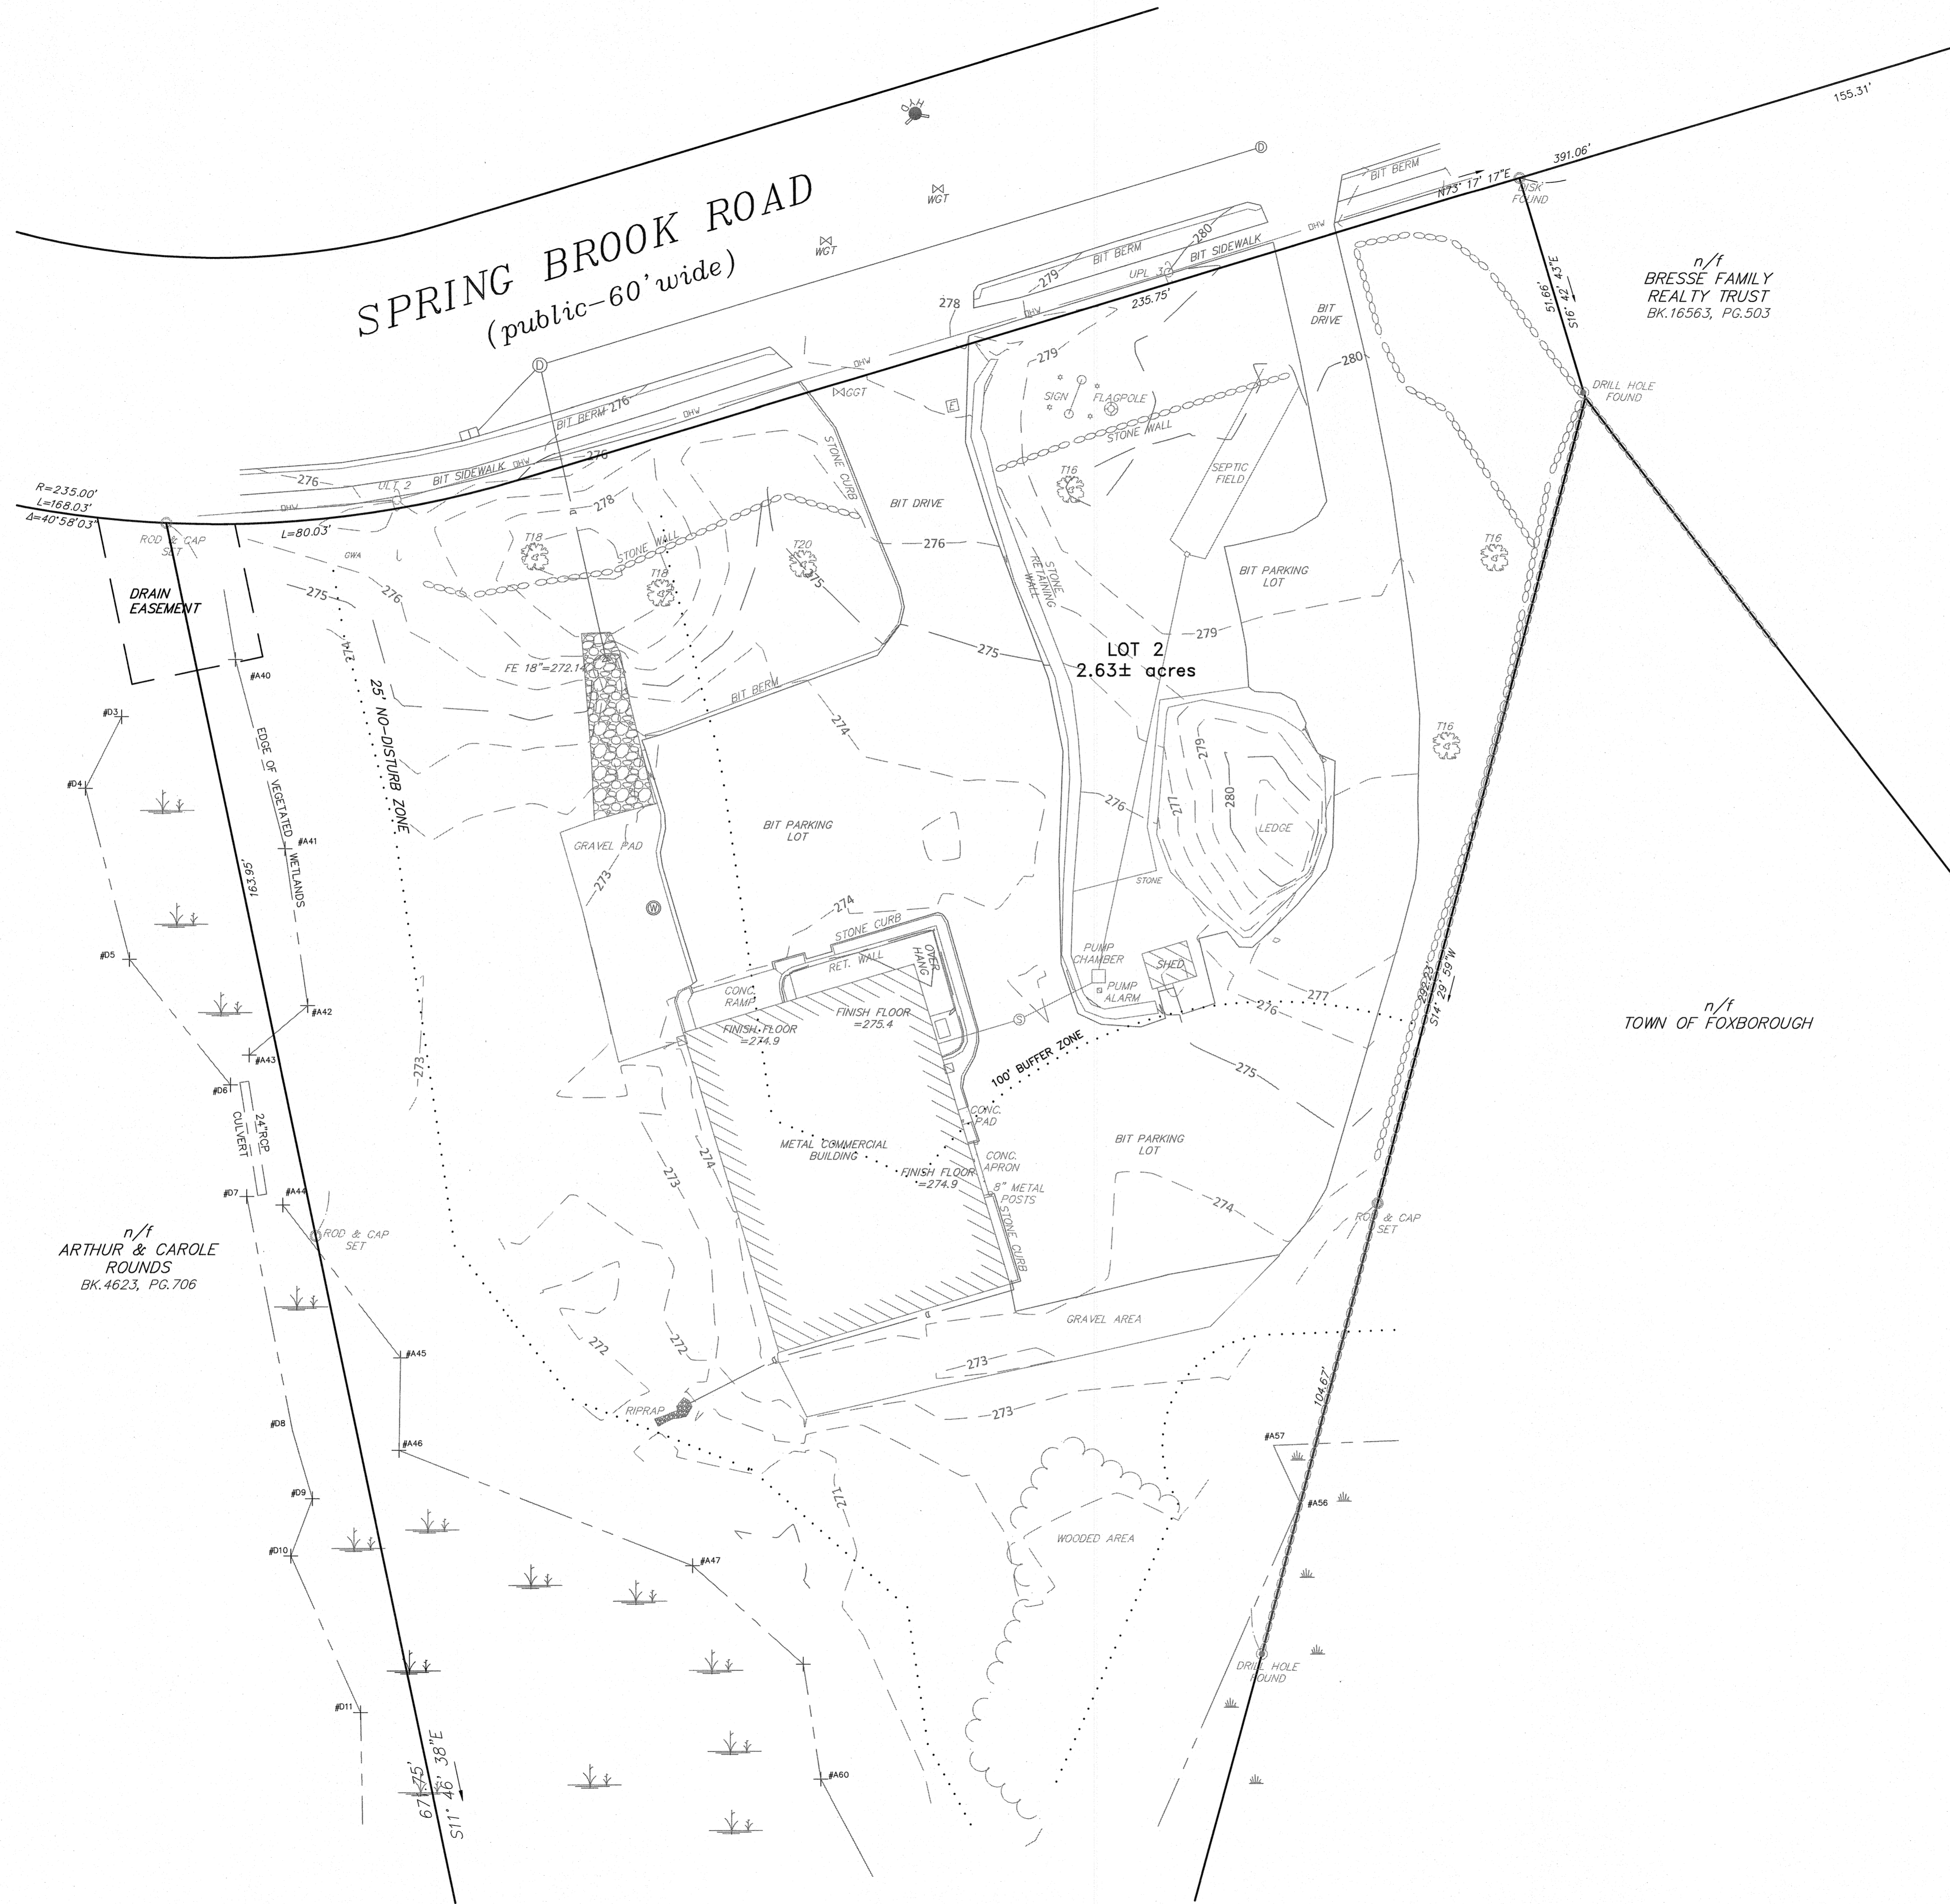 155.31'
391.06'
N73° 17' 17"E
DISK
FOUND
BIT BERM
OHW
HYD
WGT
WGT
D
SPRING BROOK ROAD
(public-60' wide)
280
BIT SIDEWALK
BIT BERM
279
UPL 3
235.75'
278
OHW
n/f
BRESSE FAMILY
REALTY TRUST
BK.16563, PG.503
51.66'
S16° 42' 43"E
DRILL HOLE
FOUND
BIT
DRIVE
280
279
SIGN
FLAGPOLE
STONE WALL
E
OHW
GGT
D
BIT BERM
276
OHW
276
BIT SIDEWALK
OHW
276
ULT 2
OHW
STONE CURB
BIT DRIVE
T16
SEPTIC
FIELD
R=235.00'
L=168.03'
Δ=40°58'03"
ROD & CAP
SET
L=80.03'
278
GWA
T18
STONE WALL
T18
T20
275
276
STONE
RETAINING
WALL
BIT PARKING
LOT
T16
DRAIN
EASEMENT
275
276
274
279
275
LOT 2
2.63± acres
FE 18"=272.14
#A40
BIT BERM
#D3
25' NO-DISTURB ZONE
274
T16
EDGE OF VEGETATED WETLANDS
#D4
279
277
280
276
LEDGE
BIT PARKING
LOT
#A41
GRAVEL PAD
273
163.95'
STONE
W
274
STONE CURB
#D5
RET. WALL
OVER
HANG
PUMP
CHAMBER
SHED
PUMP
ALARM
277
276
292.23'
S14° 29' 59"W
CONC.
RAMP
#A42
FINISH FLOOR
=275.4
FINISH FLOOR
=274.9
S
n/f
TOWN OF FOXBOROUGH
100' BUFFER ZONE
#A43
273
275
#D6
24"RCP
CULVERT
CONC.
PAD
METAL COMMERCIAL
BUILDING
BIT PARKING
LOT
CONC.
APRON
FINISH FLOOR
=274.9
8" METAL
POSTS
274
273
274
#D7
#A44
STONE CURB
ROD & CAP
SET
ROD & CAP
SET
n/f
ARTHUR & CAROLE
ROUNDS
BK.4623, PG.706
GRAVEL AREA
272
272
#A45
273
104.67'
RIPRAP
273
#D8
#A46
#A57
271
#D9
#A56
WOODED AREA
#D10
#A47
DRILL HOLE
FOUND
#D11
#A60
671.75'
S11° 46' 38"E